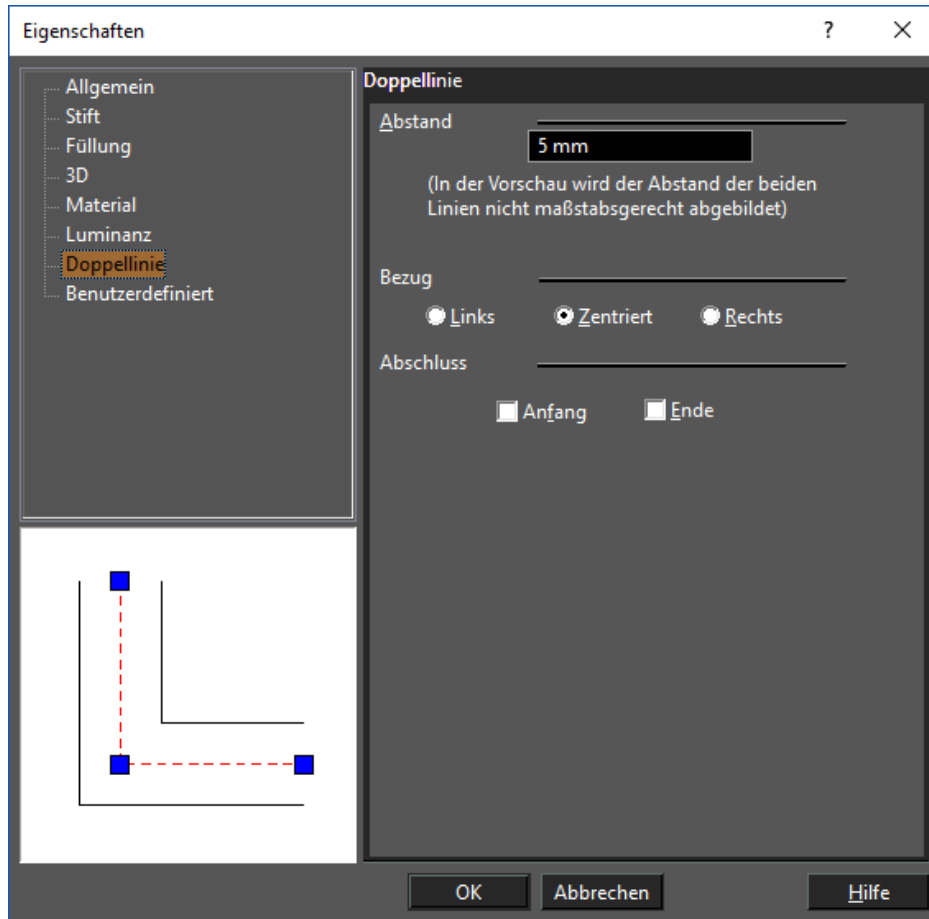 Eigenschaften
?
Allgemein
Stift
Füllung
3D
Material
Luminanz
Doppellinie
Benutzerdefiniert
Doppellinie
Abstand
5 mm
(In der Vorschau wird der Abstand der beiden
Linien nicht maßstabsgerecht abgebildet)
Bezug
Links Zentriert Rechts
Abschluss
Anfang Ende
OK Abbrechen Hilfe